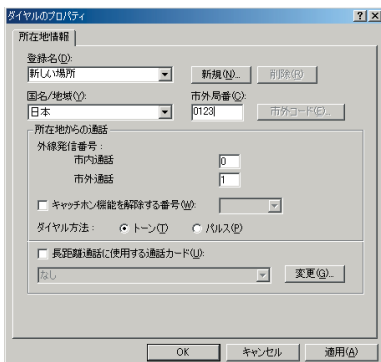 ダイヤルのプロパティ ? ×
所在地情報
登録名(D):
新しい場所 新規(N)... 削除(R)
国名/地域(Y): 市外局番(C):
日本 0123 市外コード(E)...
所在地からの通話
外線発信番号:
市内通話 0
市外通話 1
キャッチホン機能を解除する番号(W):
ダイヤル方法: トーン(T) パルス(P)
長距離通話に使用する通話カード(U):
なし 変更(G)...
OK キャンセル 適用(A)